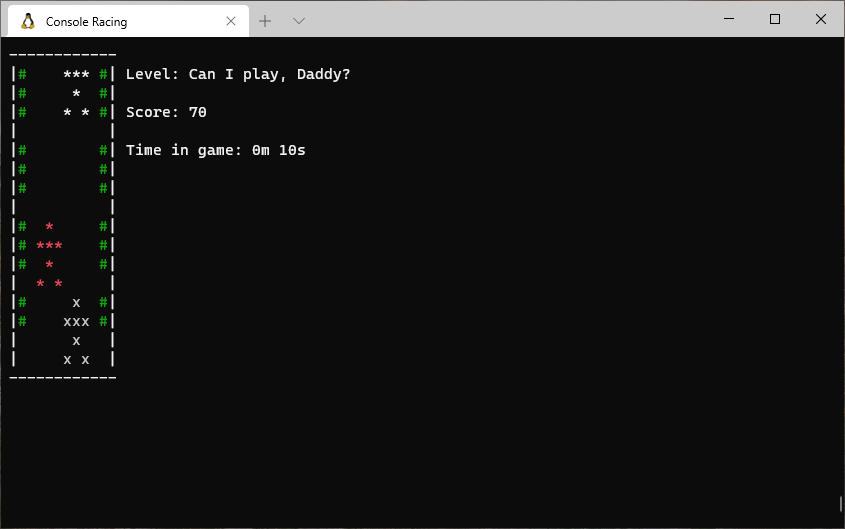 Console Racing
------------
|#    *** #| Level: Can I play, Daddy?
|#     *  #|
|#    * * #| Score: 70
|          |
|#        #| Time in game: 0m 10s
|#        #|
|#        #|
|          |
|#  *     #|
|# ***    #|
|#  *     #|
|  * *     |
|#     x  #|
|#    xxx #|
|      x   |
|     x x  |
------------